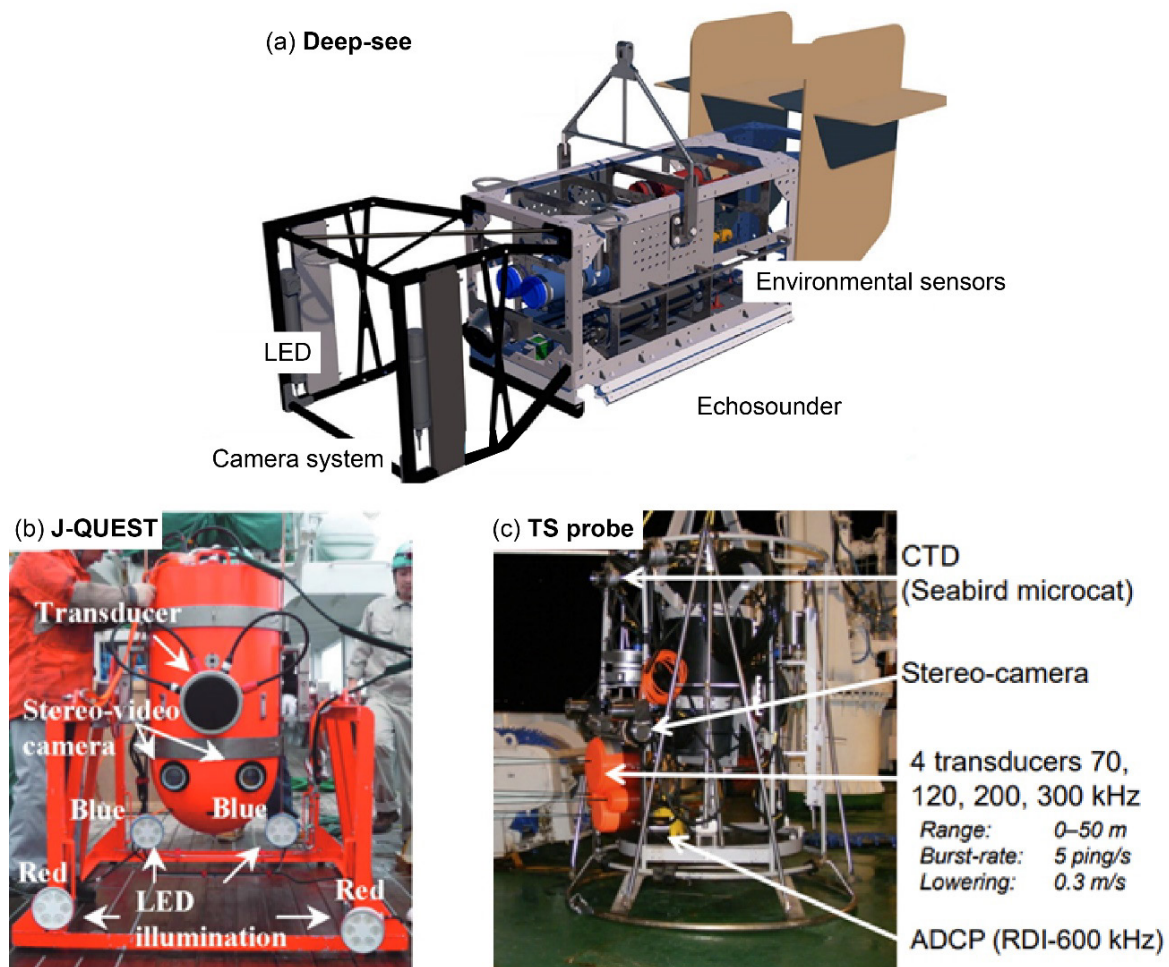 (a) Deep-see
Environmental sensors
LED
Echosounder
Camera system
(b) J-QUEST
Transducer
Stereo-video
camera
Blue
Blue
Red
Red
LED
illumination
(c) TS probe
CTD
(Seabird microcat)
Stereo-camera
4 transducers 70,
120, 200, 300 kHz
Range: 0–50 m
Burst-rate: 5 ping/s
Lowering: 0.3 m/s
ADCP (RDI-600 kHz)